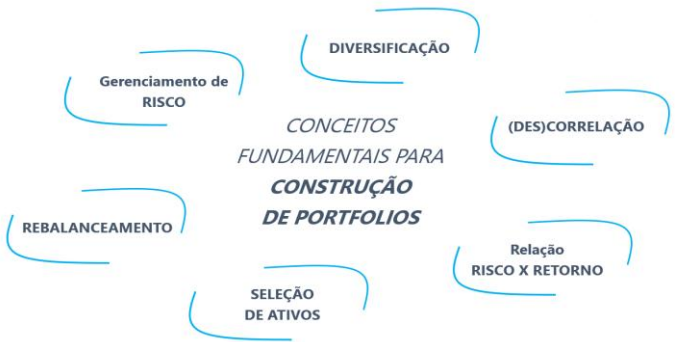 DIVERSIFICAÇÃO
Gerenciamento de
RISCO
CONCEITOS
FUNDAMENTAIS PARA
CONSTRUÇÃO
DE PORTFOLIOS
(DES)CORRELAÇÃO
REBALANCEAMENTO
Relação
RISCO X RETORNO
SELEÇÃO
DE ATIVOS